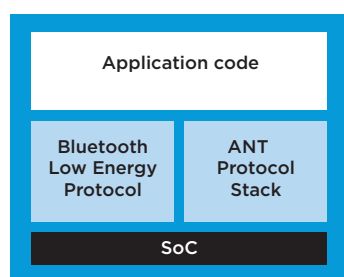 Application code
Bluetooth
Low Energy
Protocol
ANT
Protocol
Stack
SoC